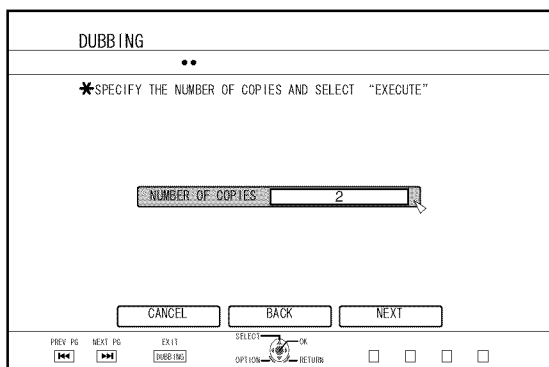 DUBBING
✱SPECIFY THE NUMBER OF COPIES AND SELECT “EXECUTE”
NUMBER OF COPIES 2
CANCEL BACK NEXT
PREV PG NEXT PG EXIT SELECT OK
DUBBING OPTION RETURN